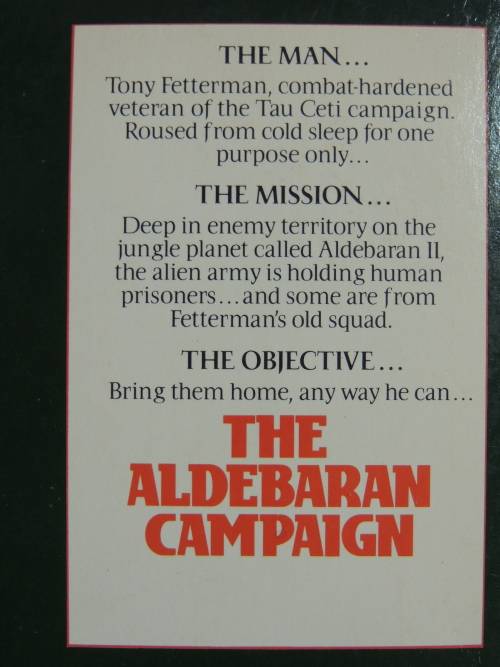 THE MAN...
Tony Fetterman, combat-hardened
veteran of the Tau Ceti campaign.
Roused from cold sleep for one
purpose only...
THE MISSION...
Deep in enemy territory on the
jungle planet called Aldebaran II,
the alien army is holding human
prisoners...and some are from
Fetterman's old squad.
THE OBJECTIVE...
Bring them home, any way he can...
THE
ALDEBARAN
CAMPAIGN